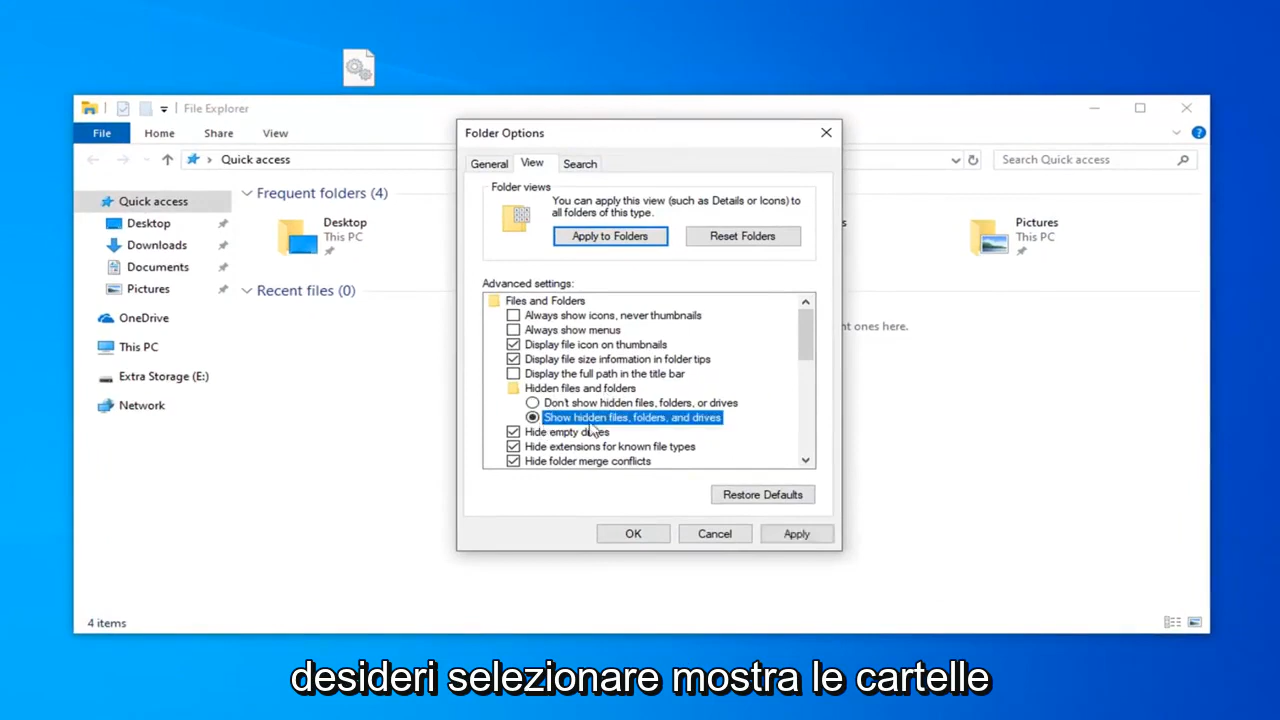 File Explorer
File
Home
Share
View
Quick access
Search Quick access
Quick access
Desktop
Downloads
Documents
Pictures
OneDrive
This PC
Extra Storage (E:)
Network
Frequent folders (4)
Desktop
This PC
Pictures
This PC
Recent files (0)
nt ones here.
4 items
Folder Options
General
View
Search
Folder views
You can apply this view (such as Details or Icons) to
all folders of this type.
Apply to Folders
Reset Folders
Advanced settings:
Files and Folders
Always show icons, never thumbnails
Always show menus
Display file icon on thumbnails
Display file size information in folder tips
Display the full path in the title bar
Hidden files and folders
Don't show hidden files, folders, or drives
Show hidden files, folders, and drives
Hide empty drives
Hide extensions for known file types
Hide folder merge conflicts
Restore Defaults
OK
Cancel
Apply
desideri selezionare mostra le cartelle